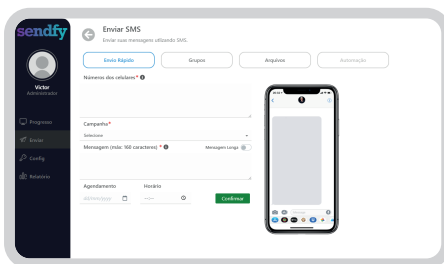 sendfy
Enviar SMS
Enviar suas mensagens utilizando SMS.
Victor
Administrador
Progresso
Enviar
Config
Relatório
Envio Rápido
Grupos
Arquivos
Automação
Números dos celulares*
Campanha*
Selecione
Mensagem (máx: 160 caracteres) *
Mensagem Longa
Agendamento
Horário
dd/mm/aaaa
--:--
Confirmar